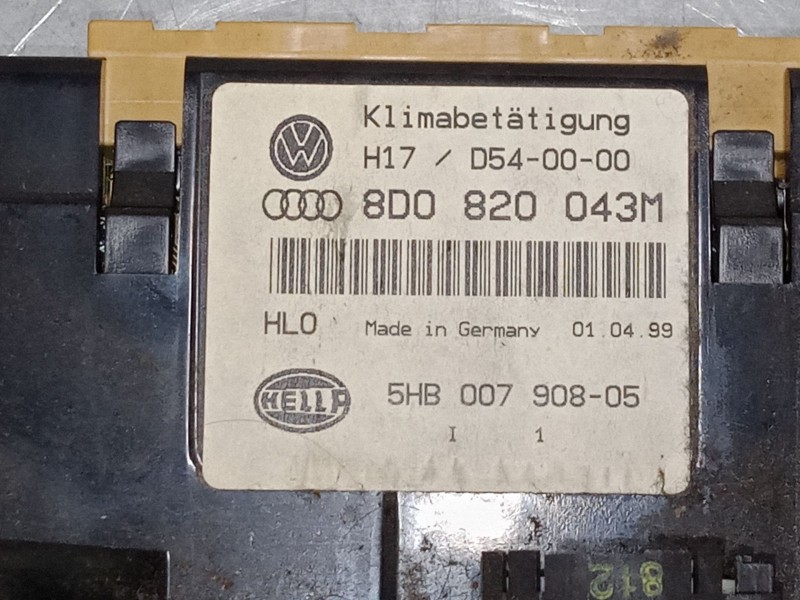 Klimabetätigung
H17 / D54-00-00
8D0 820 043M
HLO Made in Germany 01.04.99
HELLA
5HB 007 908-05
I 1
812